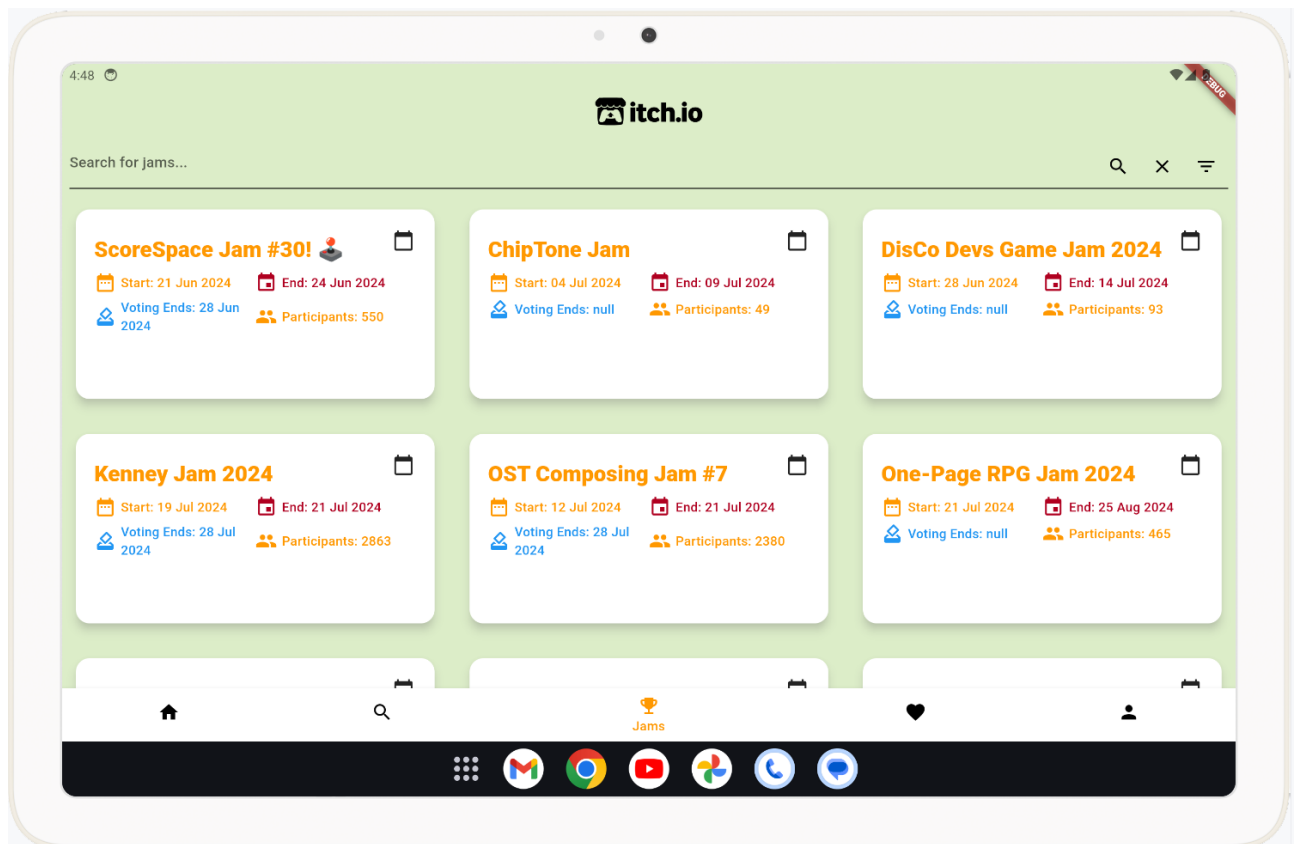 4:48
DEBUG
itch.io
Search for jams...
ScoreSpace Jam #30! 🕹️
Start: 21 Jun 2024
End: 24 Jun 2024
Voting Ends: 28 Jun
2024
Participants: 550
ChipTone Jam
Start: 04 Jul 2024
End: 09 Jul 2024
Voting Ends: null
Participants: 49
DisCo Devs Game Jam 2024
Start: 28 Jun 2024
End: 14 Jul 2024
Voting Ends: null
Participants: 93
Kenney Jam 2024
Start: 19 Jul 2024
End: 21 Jul 2024
Voting Ends: 28 Jul
2024
Participants: 2863
OST Composing Jam #7
Start: 12 Jul 2024
End: 21 Jul 2024
Voting Ends: 28 Jul
2024
Participants: 2380
One-Page RPG Jam 2024
Start: 21 Jul 2024
End: 25 Aug 2024
Voting Ends: null
Participants: 465
Jams